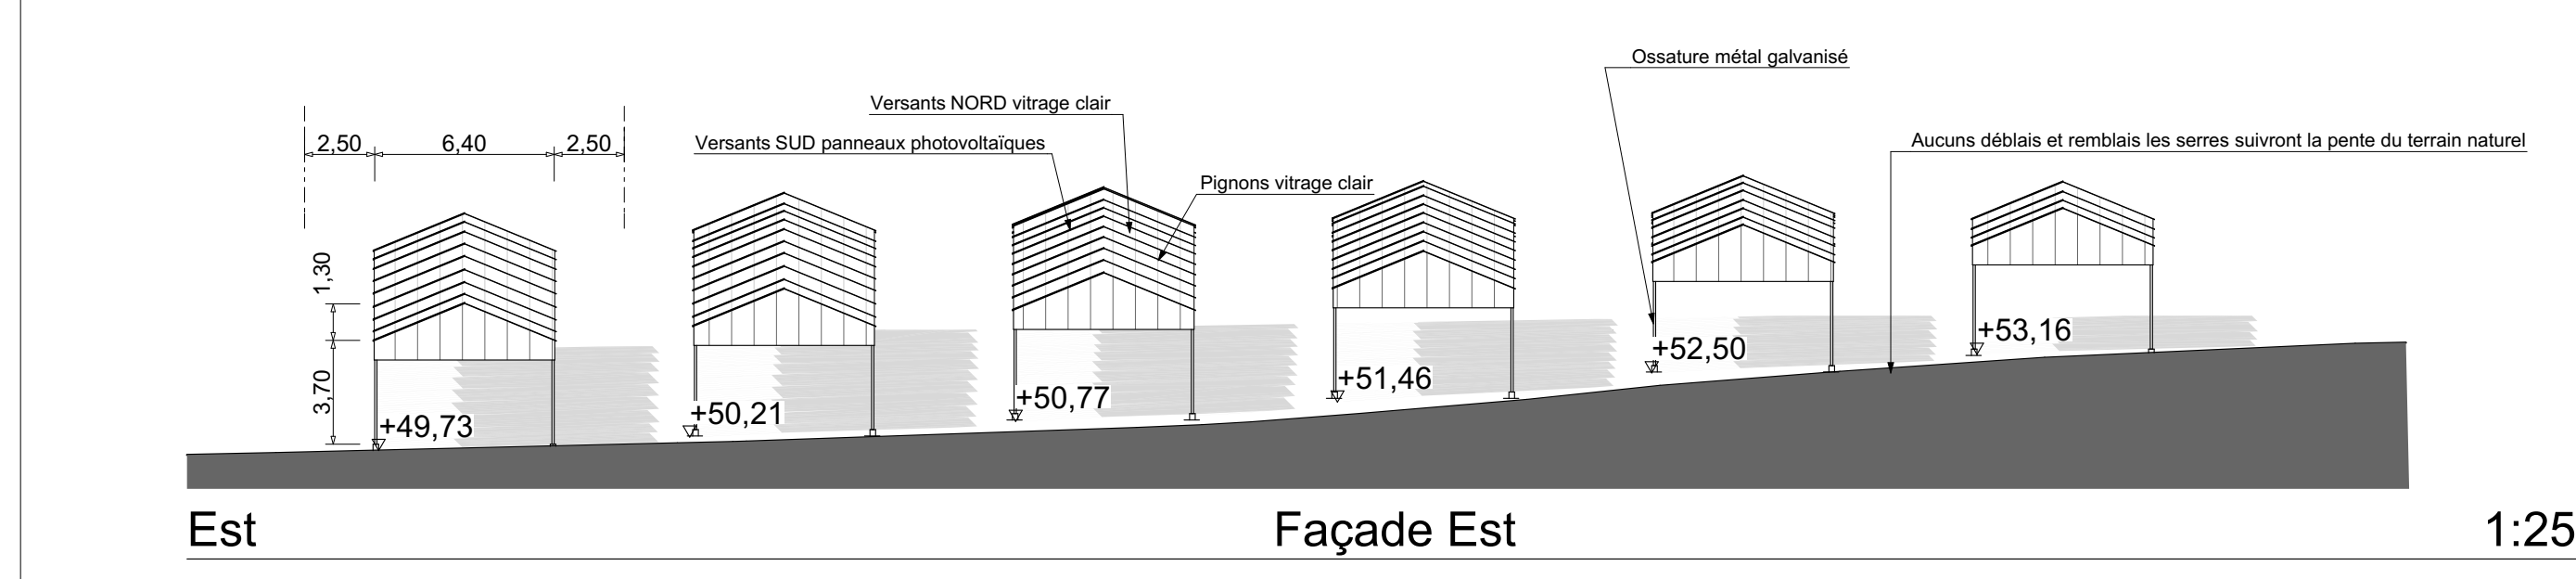 Ossature métal galvanisé
Versants NORD vitrage clair
Versants SUD panneaux photovoltaïques
Aucuns déblais et remblais les serres suivront la pente du terrain naturel
2,50 6,40 2,50
Pignons vitrage clair
1,30
3,70
+49,73
+50,21
+50,77
+51,46
+52,50
+53,16
Est Façade Est 1:25